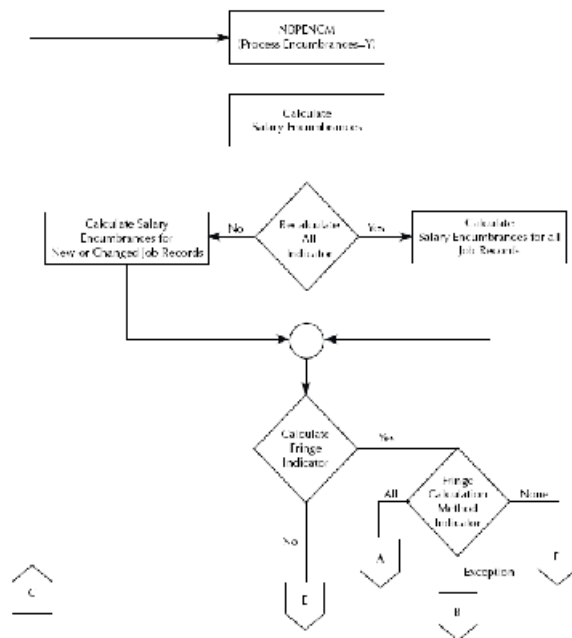 NBPENCM
(Process Encumbrances=Y)
Calculate
Salary Encumbrances
Calculate Salary
Encumbrances for
New or Changed Job Records
No
Recalculate
All
Indicator
Yes
Calculate
Salary Encumbrances for all
Job Records
Calculate
Fringe
Indicator
Yes
All
Fringe
Calculation
Method
Indicator
None
No
A
Exception
C
B